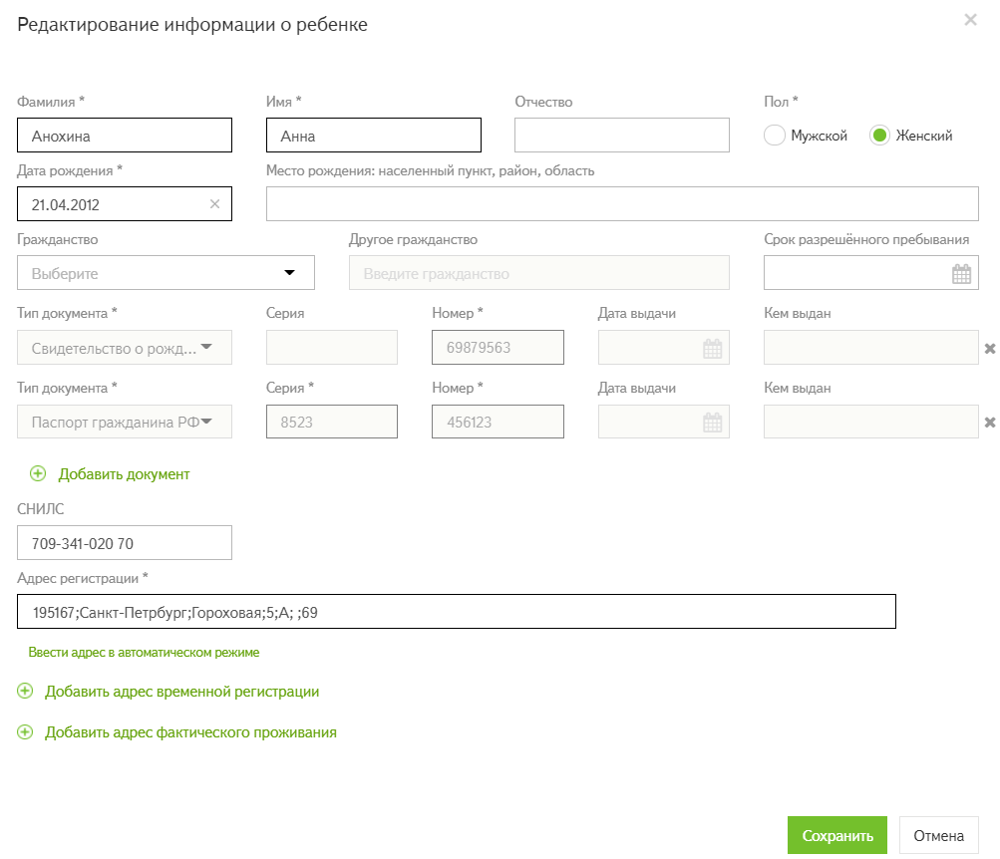 Редактирование информации о ребенке
Фамилия * Имя * Отчество Пол *
Анохина Анна Мужской Женский
Дата рождения * Место рождения: населенный пункт, район, область
21.04.2012
Гражданство Другое гражданство Срок разрешённого пребывания
Выберите Введите гражданство
Тип документа * Серия Номер * Дата выдачи Кем выдан
Свидетельство о рожд... 69879563
Тип документа * Серия * Номер * Дата выдачи Кем выдан
Паспорт гражданина РФ 8523 456123
Добавить документ
СНИЛС
709-341-020 70
Адрес регистрации *
195167;Санкт-Петрбург;Гороховая;5;А; ;69
Ввести адрес в автоматическом режиме
Добавить адрес временной регистрации
Добавить адрес фактического проживания
Сохранить Отмена